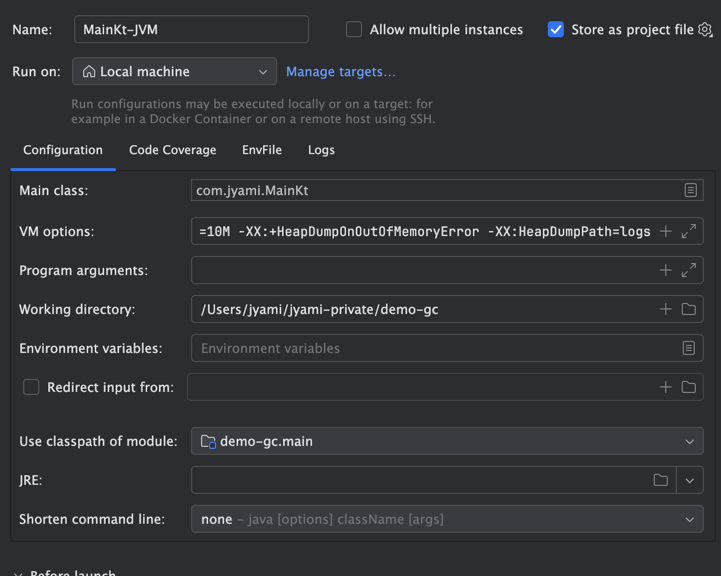 Name: MainKt-JVM Allow multiple instances Store as project file
Run on: Local machine Manage targets...
Run configurations may be executed locally or on a target: for
example in a Docker Container or on a remote host using SSH.
Configuration Code Coverage EnvFile Logs
Main class: com.jyami.MainKt
VM options: =10M -XX:+HeapDumpOnOutOfMemoryError -XX:HeapDumpPath=logs
Program arguments:
Working directory: /Users/jyami/jyami-private/demo-gc
Environment variables: Environment variables
Redirect input from:
Use classpath of module: demo-gc.main
JRE:
Shorten command line: none – java [options] className [args]
Before launch